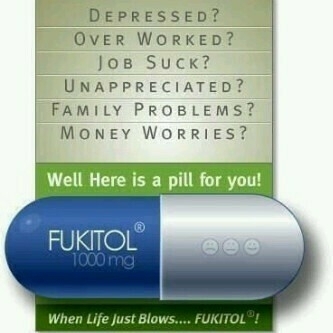 DEPRESSED?
OVER WORKED?
JOB SUCK?
UNAPPRECIATED?
FAMILY PROBLEMS?
MONEY WORRIES?
Well Here is a pill for you!
FUKITOL®
1000 mg
When Life Just Blows.... FUKITOL®!